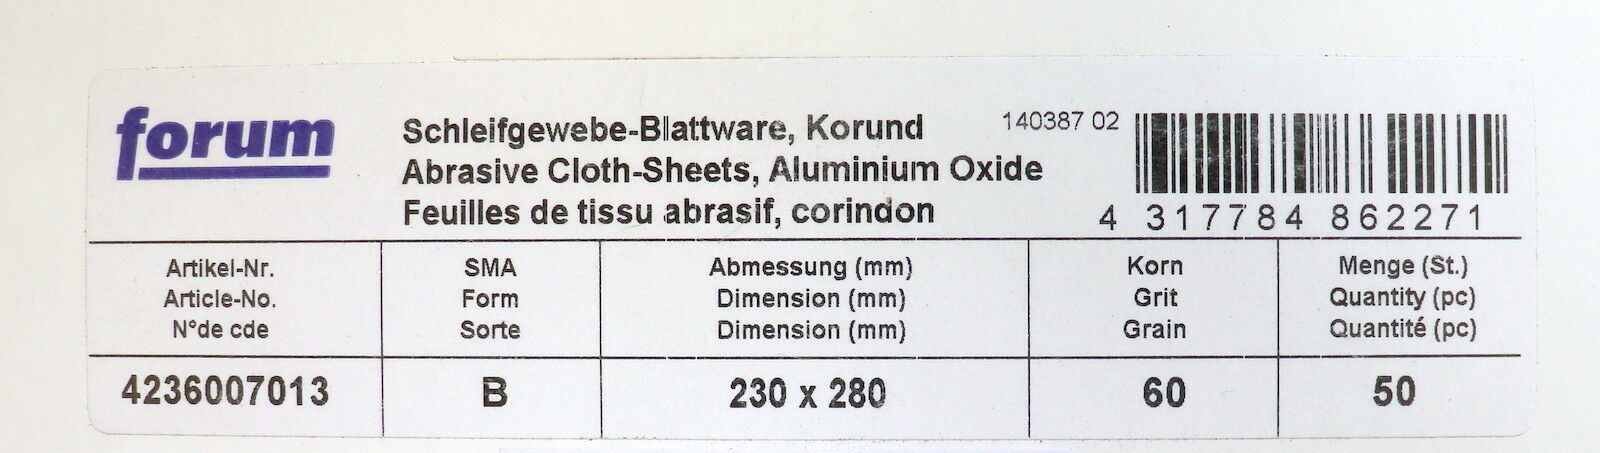 forum
Schleifgewebe-Blattware, Korund
Abrasive Cloth-Sheets, Aluminium Oxide
Feuilles de tissu abrasif, corindon
140387 02
4 317784 862271
Artikel-Nr. SMA Abmessung (mm) Korn Menge (St.)
Article-No. Form Dimension (mm) Grit Quantity (pc)
N°de cde Sorte Dimension (mm) Grain Quantité (pc)
4236007013 B 230 x 280 60 50